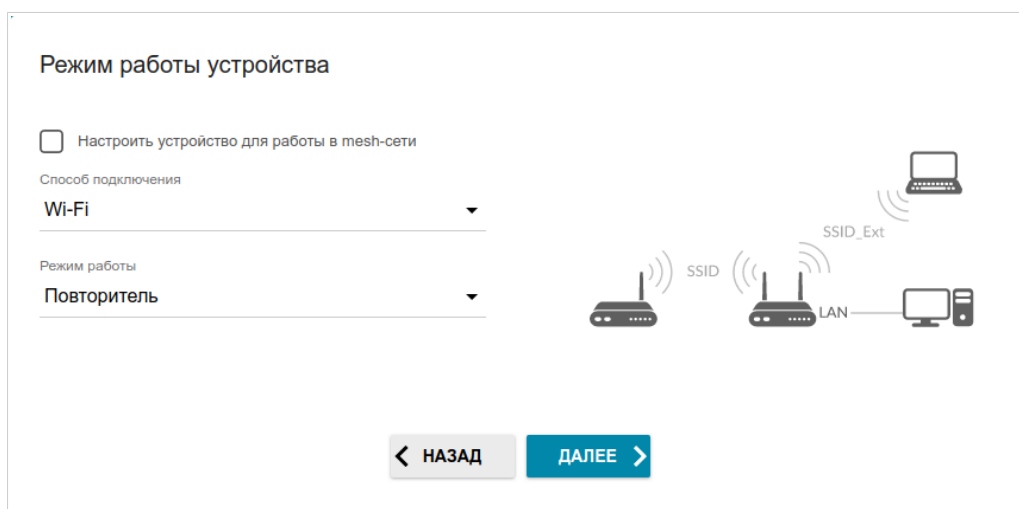 Режим работы устройства
Настроить устройство для работы в mesh-сети
Способ подключения
Wi-Fi
Режим работы
Повторитель
SSID
SSID_Ext
LAN
НАЗАД
ДАЛЕЕ